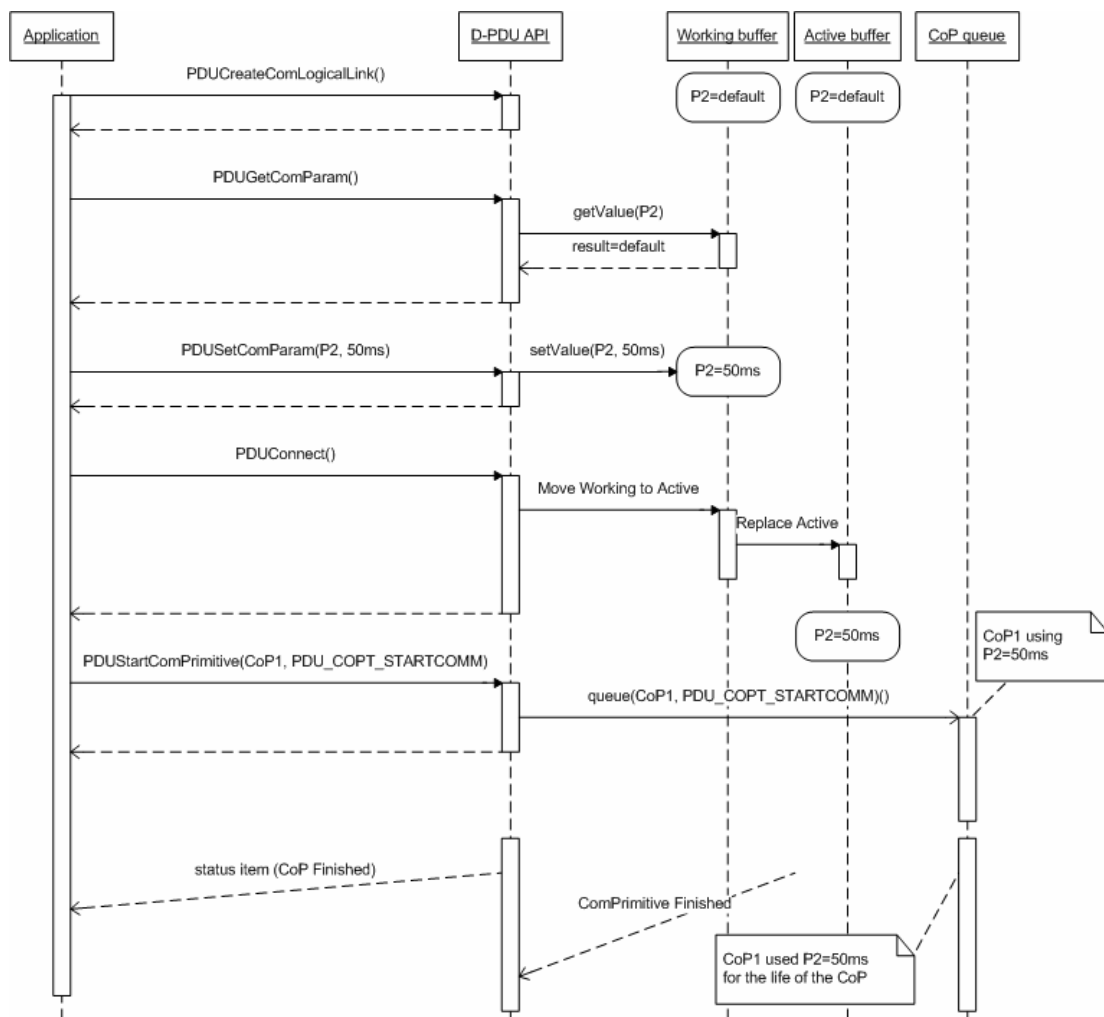 Application
D-PDU API
Working buffer
Active buffer
CoP queue
PDUCreateComLogicalLink()
P2=default
P2=default
PDUGetComParam()
getValue(P2)
result=default
PDUSetComParam(P2, 50ms)
setValue(P2, 50ms)
P2=50ms
PDUConnect()
Move Working to Active
Replace Active
P2=50ms
CoP1 using
P2=50ms
PDUStartComPrimitive(CoP1, PDU_COPT_STARTCOMM)
queue(CoP1, PDU_COPT_STARTCOMM)()
status item (CoP Finished)
ComPrimitive Finished
CoP1 used P2=50ms
for the life of the CoP